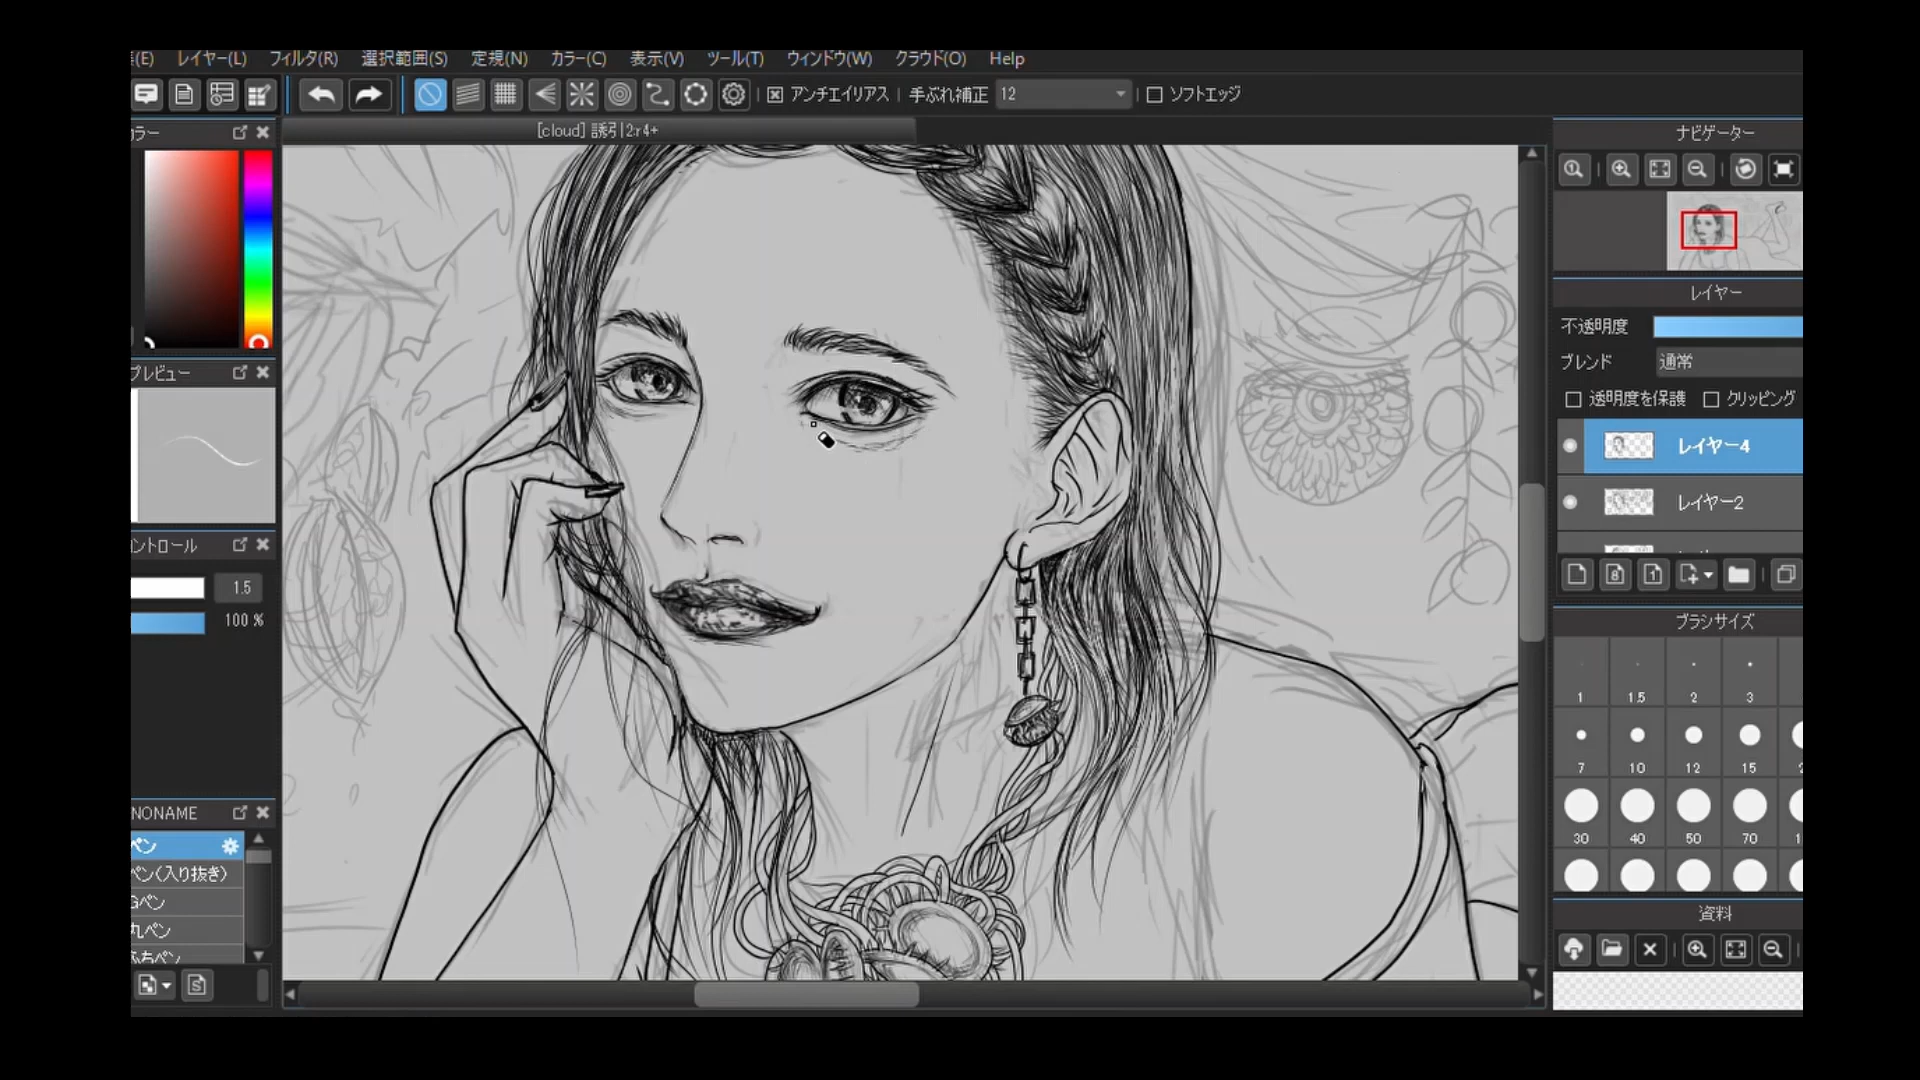 (E) レイヤー(L) フィルタ(R) 選択範囲(S) 定規(N) カラー(C) 表示(V) ツール(T) ウィンドウ(W) クラウド(O) Help
アンチエイリアス 手ぶれ補正 12 ソフトエッジ
[cloud] 誘引2:r4+
ラー
プレビュー
ントロール
1.5
100 %
NONAME
ペン
ペン(入り抜き)
Gペン
丸ペン
ナビゲーター
レイヤー
不透明度
ブレンド 通常
透明度を保護 クリッピング
レイヤー4
レイヤー2
ブラシサイズ
1 1.5 2 3
7 10 12 15
30 40 50 70
資料